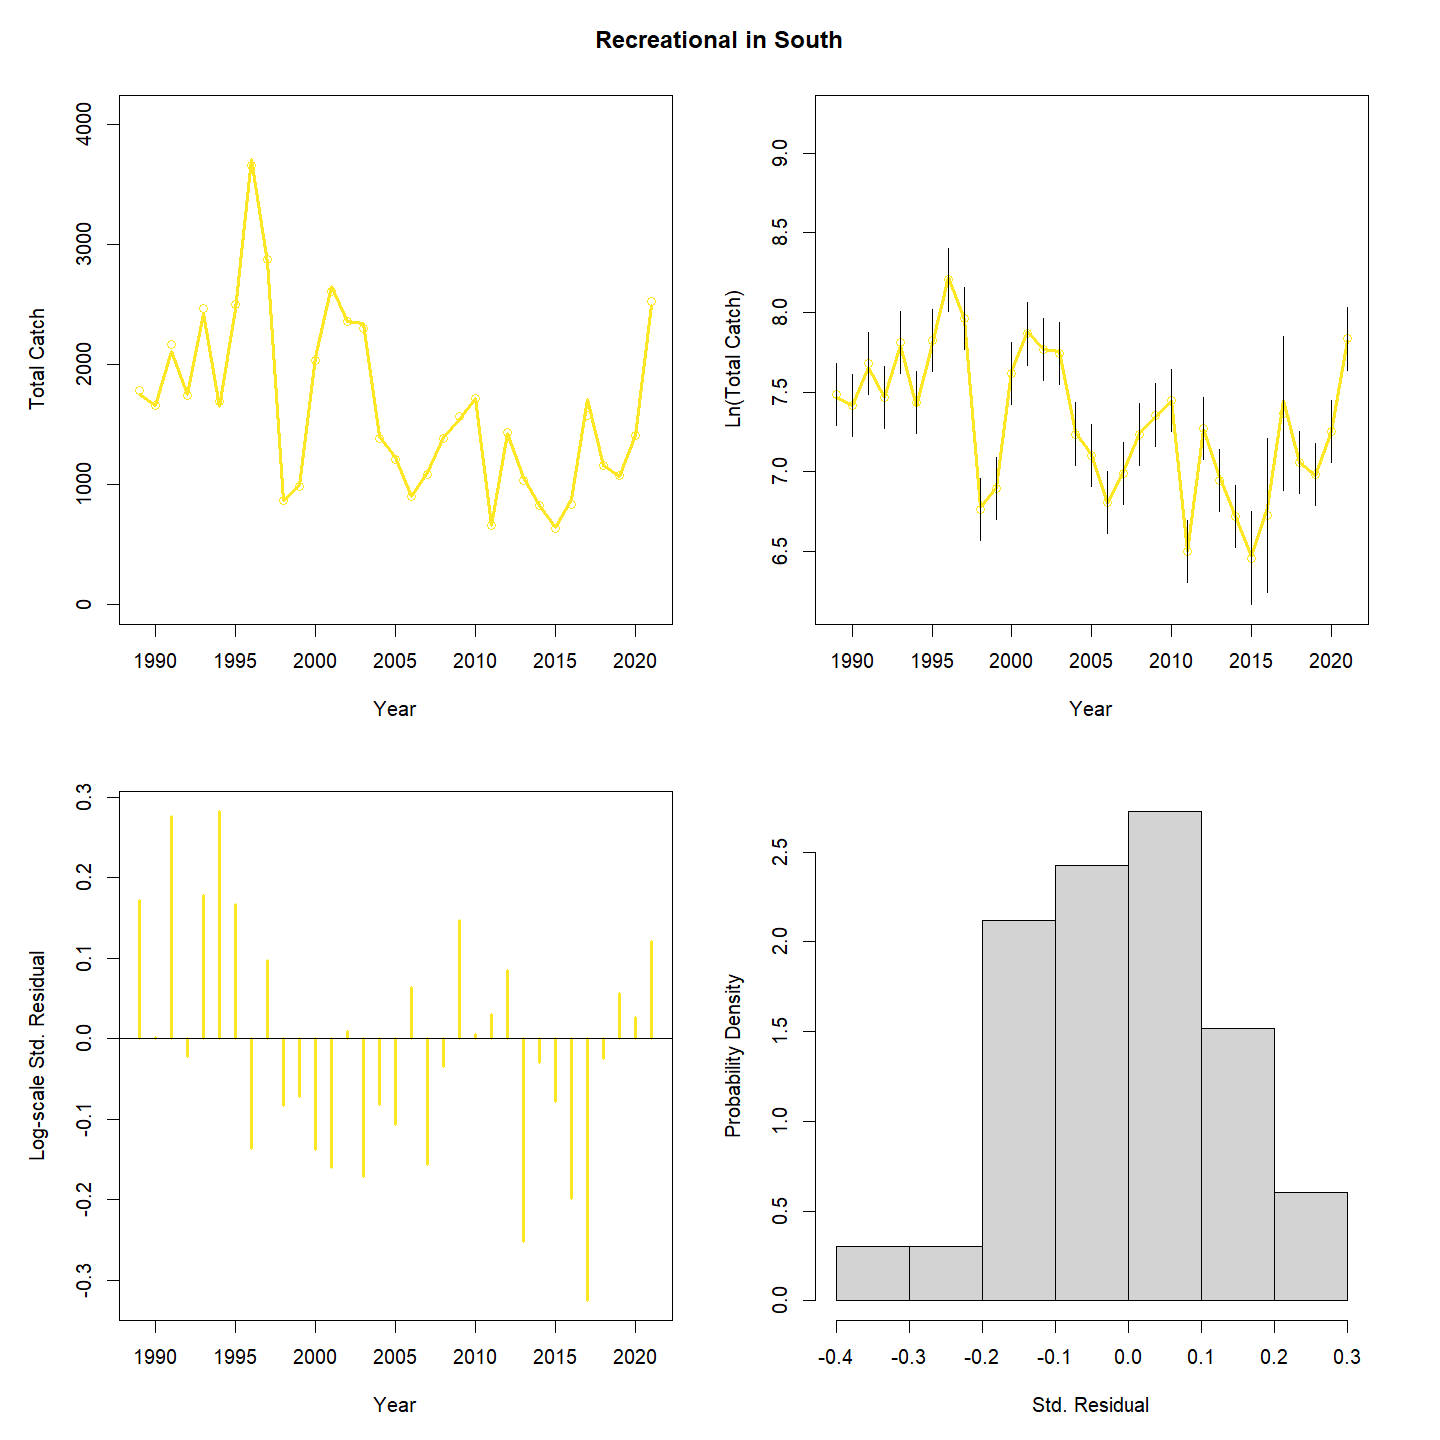 Recreational in South
Total Catch
4000
3000
2000
1000
0
1990 1995 2000 2005 2010 2015 2020
Year
Ln(Total Catch)
9.0
8.5
8.0
7.5
7.0
6.5
1990 1995 2000 2005 2010 2015 2020
Year
Log-scale Std. Residual
0.3
0.2
0.1
0.0
-0.1
-0.2
-0.3
1990 1995 2000 2005 2010 2015 2020
Year
Probability Density
2.5
2.0
1.5
1.0
0.5
0.0
-0.4 -0.3 -0.2 -0.1 0.0 0.1 0.2 0.3
Std. Residual